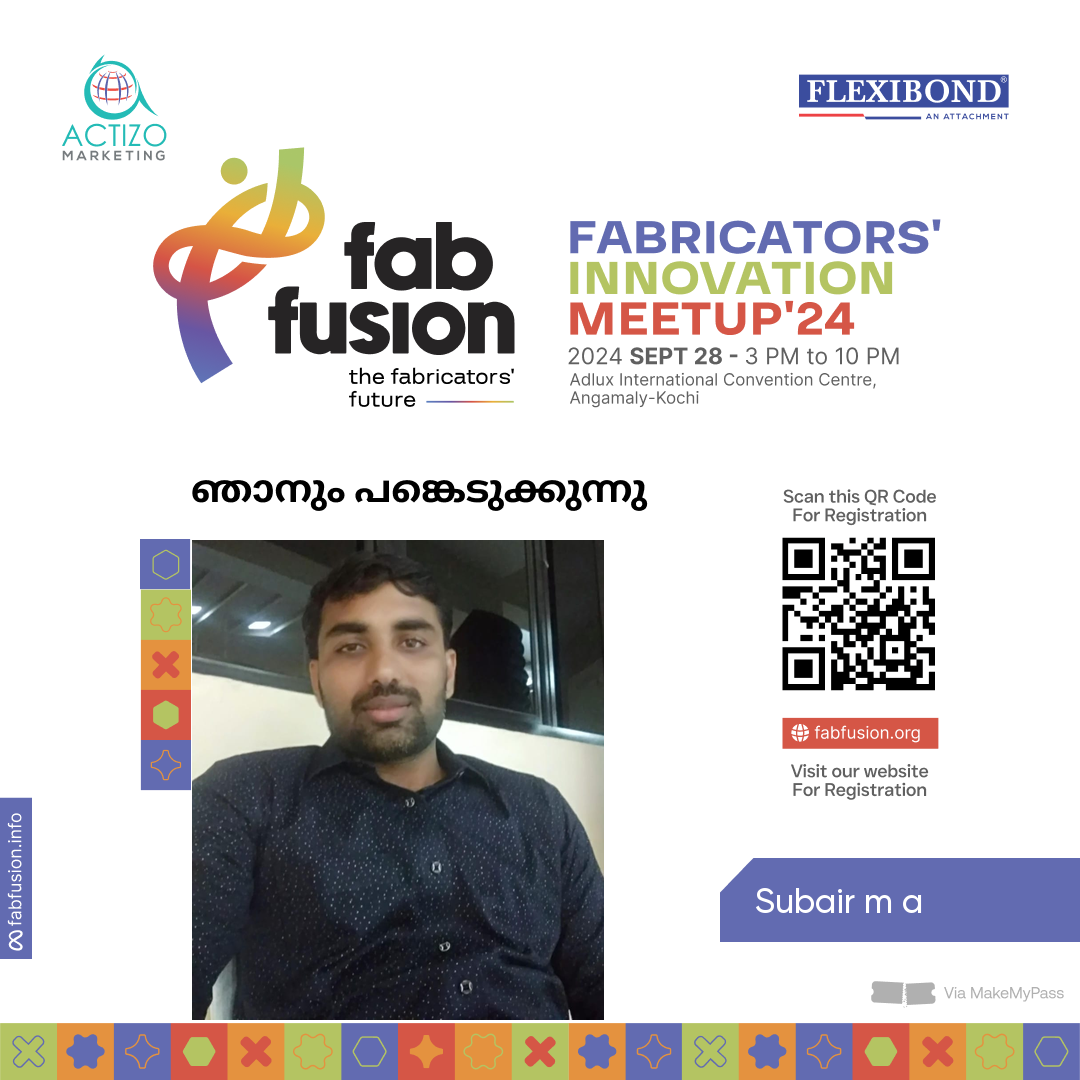 ACTIZO
MARKETING
FLEXIBOND®
AN ATTACHMENT
fab
fusion
the fabricators'
future
FABRICATORS'
INNOVATION
MEETUP'24
2024 SEPT 28 - 3 PM to 10 PM
Adlux International Convention Centre,
Angamaly-Kochi
ഞാനും പങ്കെടുക്കുന്നു
Scan this QR Code
For Registration
fabfusion.org
Visit our website
For Registration
fabfusion.info
Subair m a
Via MakeMyPass